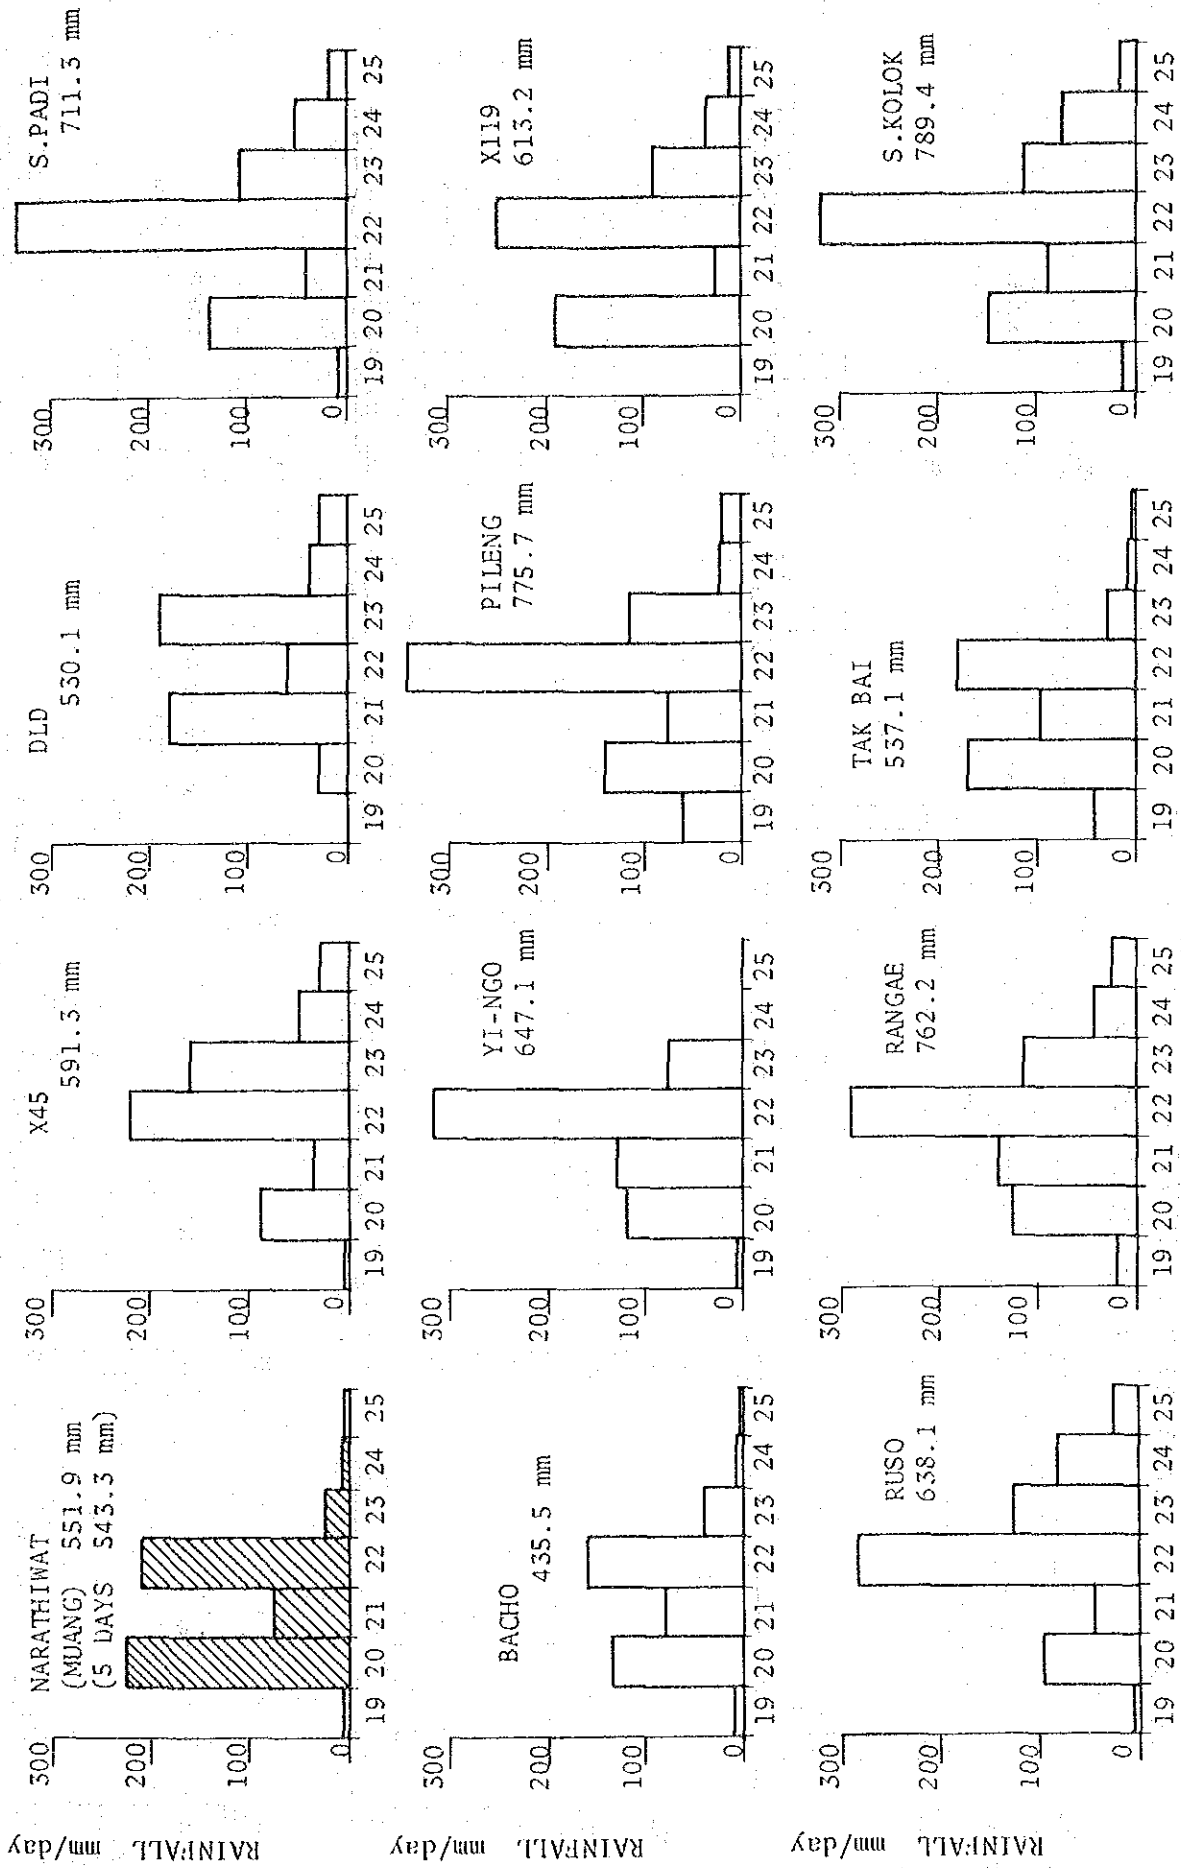 NARATHIWAT
(MUANG) 551.9 mm
(5 DAYS 543.3 mm)
RAINFALL mm/day
300
200
100
0
19 20 21 22 23 24 25
X45
591.3 mm
300
200
100
0
19 20 21 22 23 24 25
DLD
530.1 mm
300
200
100
0
19 20 21 22 23 24 25
S.PADI
711.3 mm
300
200
100
0
19 20 21 22 23 24 25
BACHO
435.5 mm
RAINFALL mm/day
300
200
100
0
19 20 21 22 23 24 25
YI-NGO
647.1 mm
300
200
100
0
19 20 21 22 23 24 25
PILENG
775.7 mm
300
200
100
0
19 20 21 22 23 24 25
X119
613.2 mm
300
200
100
0
19 20 21 22 23 24 25
RUSO
638.1 mm
RAINFALL mm/day
300
200
100
0
19 20 21 22 23 24 25
RANGAE
762.2 mm
300
200
100
0
19 20 21 22 23 24 25
TAK BAI
537.1 mm
300
200
100
0
19 20 21 22 23 24 25
S.KOLOK
789.4 mm
300
200
100
0
19 20 21 22 23 24 25